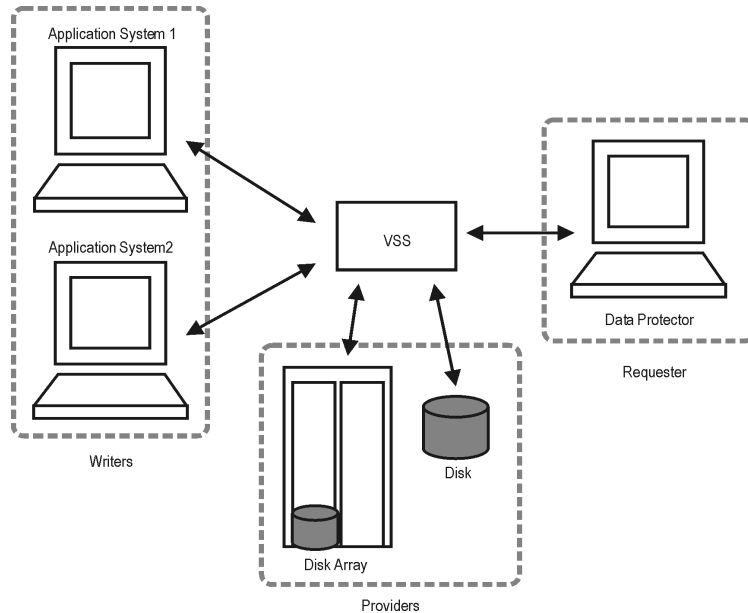 Application System 1
Application System2
Writers
VSS
Data Protector
Requester
Disk
Disk Array
Providers